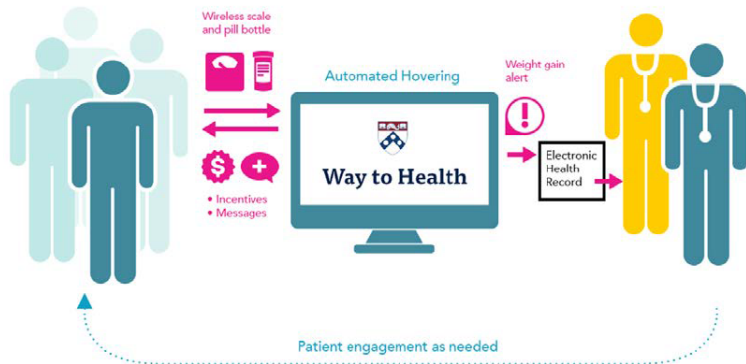 Wireless scale
and pill bottle
Automated Hovering
Weight gain
alert
$
Way to Health
Electronic
Health
Record
• Incentives
• Messages
Patient engagement as needed